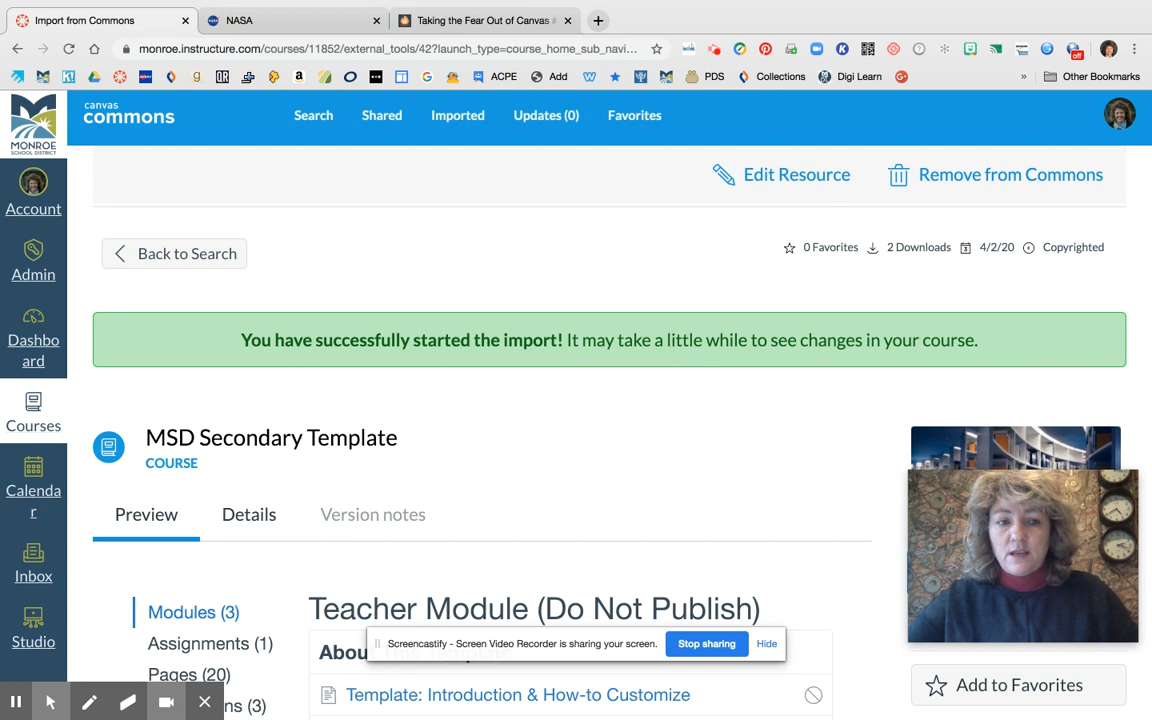 Import from Commons
NASA
Taking the Fear Out of Canvas
monroe.instructure.com/courses/11852/external_tools/42?launch_type=course_home_sub_navi...
ACPE
Add
PDS
Collections
Digi Learn
Other Bookmarks
MONROE
SCHOOL DISTRICT
canvas
commons
Search
Shared
Imported
Updates (0)
Favorites
Account
Admin
Dashbo
ard
Courses
Calenda
r
Inbox
Studio
Edit Resource
Remove from Commons
Back to Search
0 Favorites
2 Downloads
4/2/20
Copyrighted
You have successfully started the import! It may take a little while to see changes in your course.
MSD Secondary Template
COURSE
Preview
Details
Version notes
Modules (3)
Assignments (1)
Pages (20)
ns (3)
Teacher Module (Do Not Publish)
Abou
Screencastify - Screen Video Recorder is sharing your screen.
Stop sharing
Hide
Template: Introduction & How-to Customize
Add to Favorites